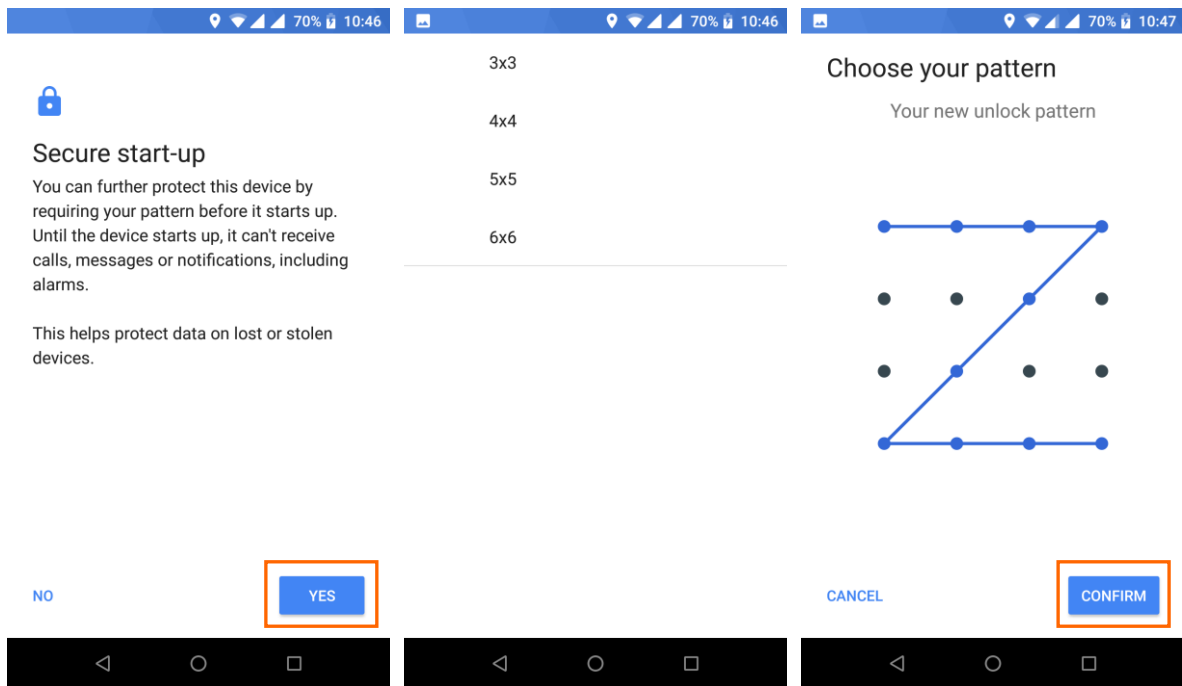 70% 10:46
Secure start-up
You can further protect this device by
requiring your pattern before it starts up.
Until the device starts up, it can't receive
calls, messages or notifications, including
alarms.
This helps protect data on lost or stolen
devices.
NO
YES
70% 10:46
3x3
4x4
5x5
6x6
70% 10:47
Choose your pattern
Your new unlock pattern
CANCEL
CONFIRM